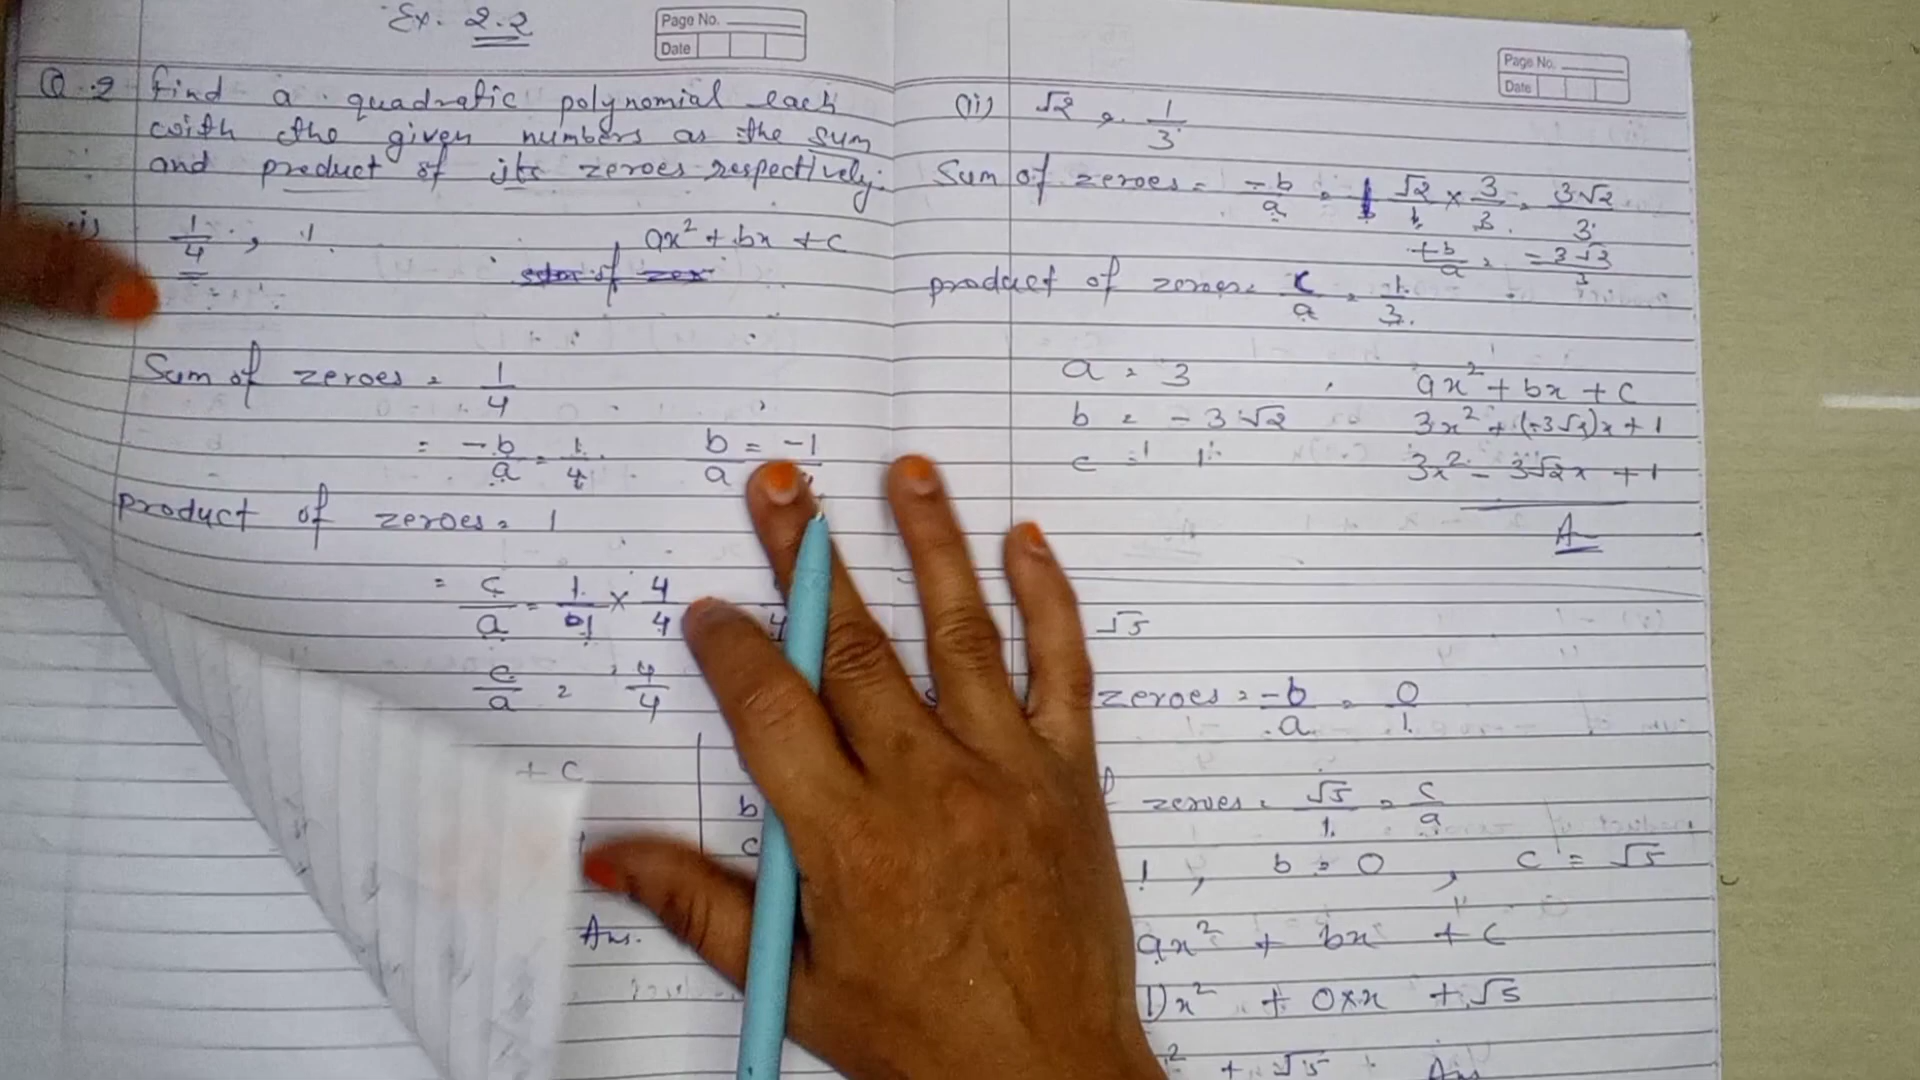 Ex. 2.2
Page No.
Date
Q.2 find a quadratic polynomial each
with the given numbers as the sum
and product of its zeroes respectively.
i) 1/4 , 1
ax² + bx + c
Sum of zeroes = 1/4
= -b/a = 1/4 b/a = -1
product of zeroes = 1
= c/a = 1/1 × 4/4
c/a = 4/4
+ c
b
c
Ans.
Page No.
Date
(ii) √2 , 1/3
Sum of zeroes = -b/a = √2/1 × 3/3 = 3√2/3
+b/a = = 3√2/3
product of zeroes = c/a = 1/3
a = 3 ax² + bx + c
b = -3√2 3x² + (-3√2)x + 1
c = 1 3x² - 3√2x + 1
A
√5
zeroes = -b/a = 0/1
zeroes = √5/1 = c/a
1 , b = 0 , c = √5
ax² + bx + c
1)x² + 0×x + √5
² + √5 Ans